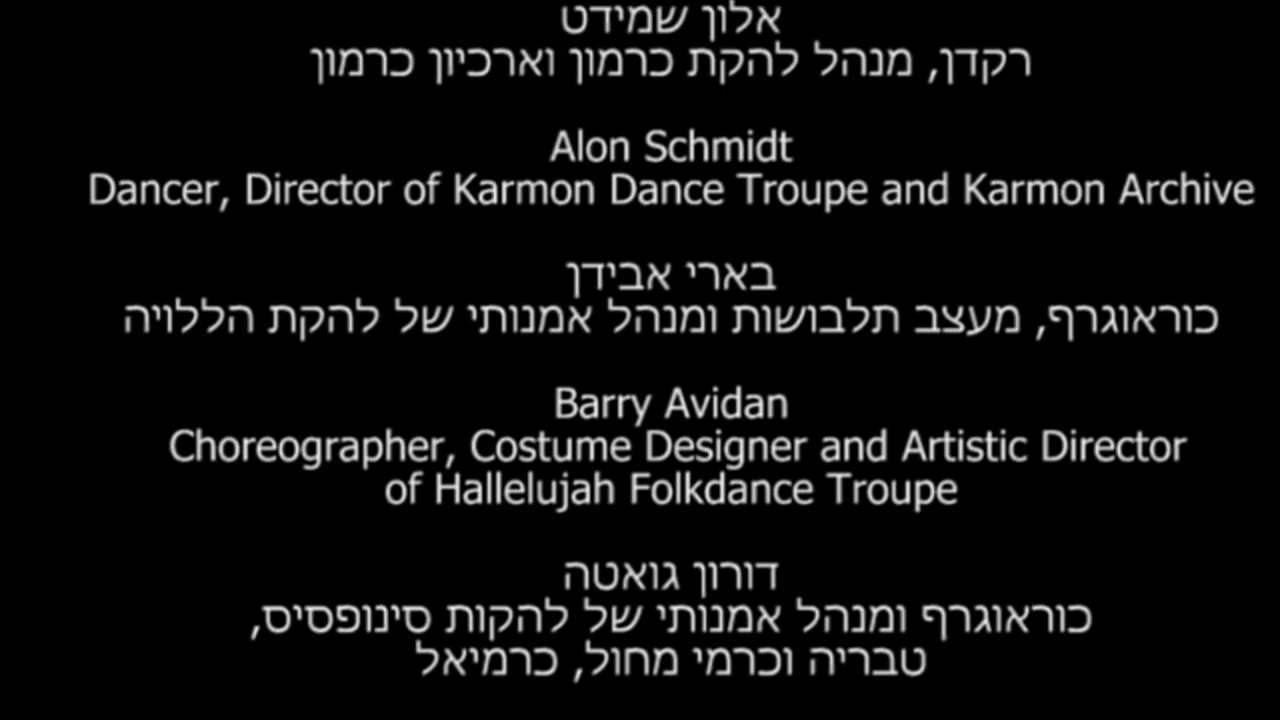 אלון שמידט
רקדן, מנהל להקת כרמון וארכיון כרמון
Alon Schmidt
Dancer, Director of Karmon Dance Troupe and Karmon Archive
בארי אבידן
כוראוגרף, מעצב תלבושות ומנהל אמנותי של להקת הללויה
Barry Avidan
Choreographer, Costume Designer and Artistic Director
of Hallelujah Folkdance Troupe
דורון גואטה
כוראוגרף ומנהל אמנותי של להקות סינופסיס,
טבריה וכרמי מחול, כרמיאל